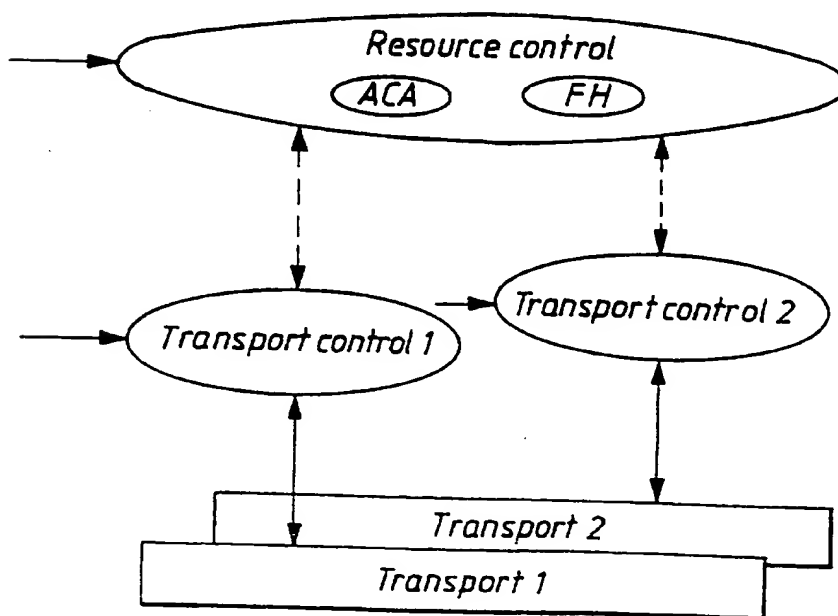 Resource control
ACA FH
Transport control 1
Transport control 2
Transport 2
Transport 1